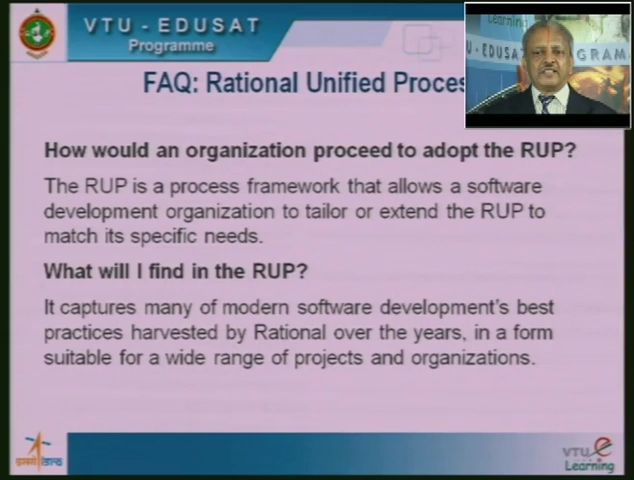 VTU - EDUSAT
Programme
FAQ: Rational Unified Proces
Learning
U - EDUSAT PROGRAM
How would an organization proceed to adopt the RUP?
The RUP is a process framework that allows a software
development organization to tailor or extend the RUP to
match its specific needs.
What will I find in the RUP?
It captures many of modern software development's best
practices harvested by Rational over the years, in a form
suitable for a wide range of projects and organizations.
VTU e
Learning